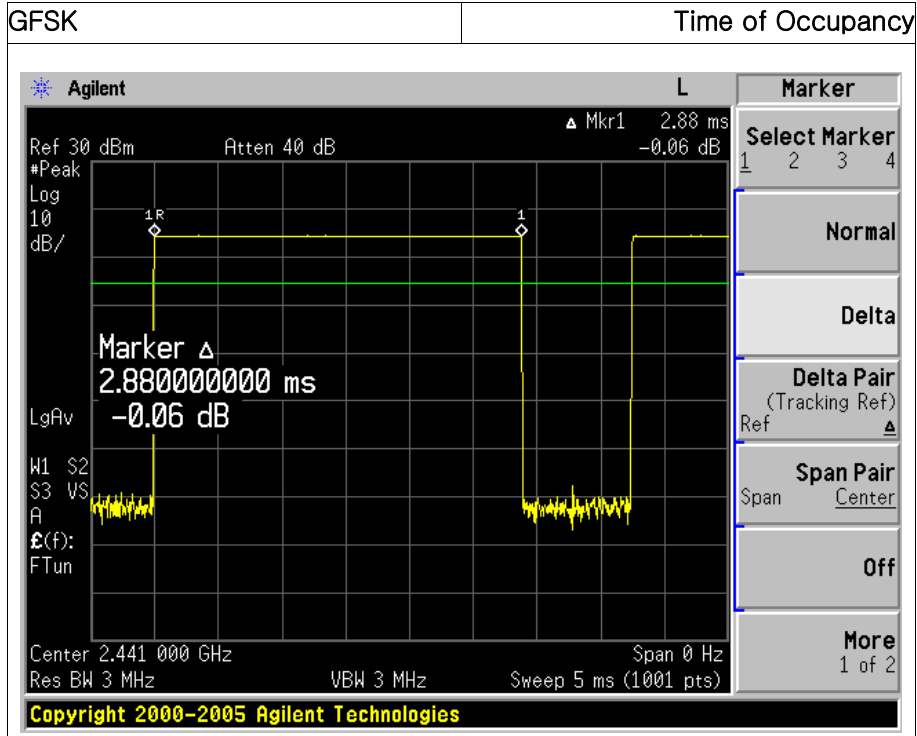 GFSK
Time of Occupancy
Agilent
L
Marker
Δ Mkr1 2.88 ms
Ref 30 dBm Atten 40 dB -0.06 dB
#Peak
Log
10
dB/
1R
1
Marker Δ
2.880000000 ms
-0.06 dB
LgAv
W1 S2
S3 VS
A
£(f):
FTun
Center 2.441 000 GHz Span 0 Hz
Res BW 3 MHz VBW 3 MHz Sweep 5 ms (1001 pts)
Copyright 2000-2005 Agilent Technologies
Select Marker
1 2 3 4
Normal
Delta
Delta Pair
(Tracking Ref)
Ref Δ
Span Pair
Span Center
Off
More
1 of 2